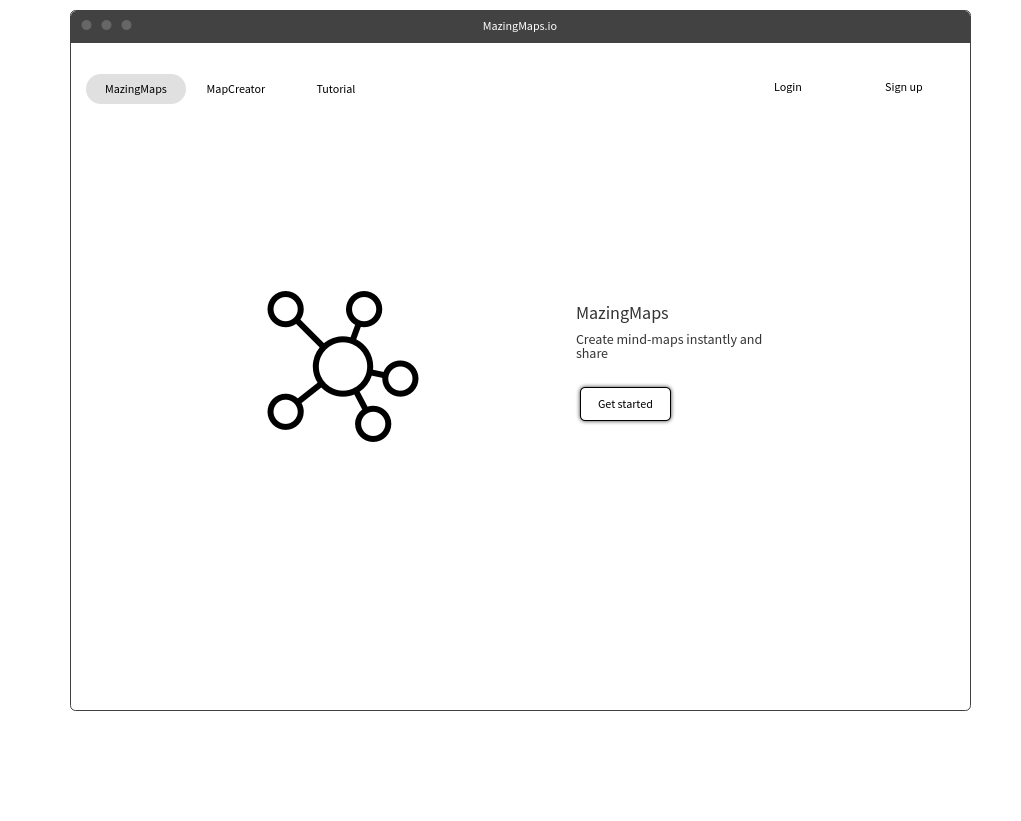 MazingMaps.io
MazingMaps MapCreator Tutorial Login Sign up
MazingMaps
Create mind-maps instantly and
share
Get started